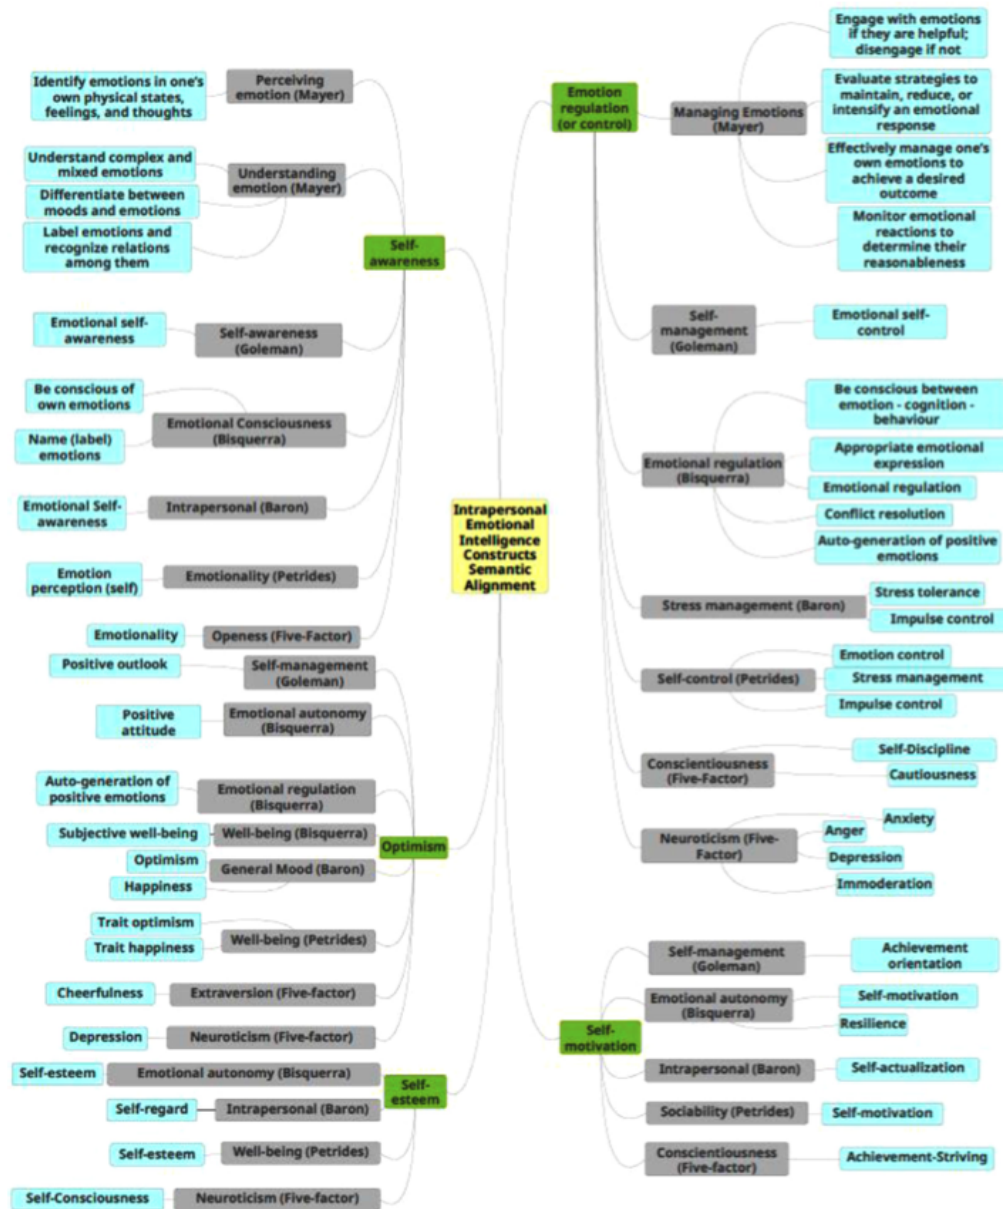 Engage with emotions
if they are helpful;
disengage if not
Identify emotions in one's
own physical states,
feelings, and thoughts
Perceiving
emotion (Mayer)
Emotion
regulation
(or control)
Managing Emotions
(Mayer)
Evaluate strategies to
maintain, reduce, or
intensify an emotional
response
Effectively manage one's
own emotions to
achieve a desired
outcome
Monitor emotional
reactions to
determine their
reasonableness
Understand complex and
mixed emotions
Differentiate between
moods and emotions
Label emotions and
recognize relations
among them
Understanding
emotion (Mayer)
Self-
awareness
Emotional self-
awareness
Self-awareness
(Goleman)
Self-
management
(Goleman)
Emotional self-
control
Be conscious of
own emotions
Name (label)
emotions
Emotional Consciousness
(Bisquerra)
Emotional regulation
(Bisquerra)
Be conscious between
emotion - cognition -
behaviour
Appropriate emotional
expression
Emotional regulation
Conflict resolution
Auto-generation of positive
emotions
Emotional Self-
awareness
Intrapersonal (Baron)
Intrapersonal
Emotional
Intelligence
Constructs
Semantic
Alignment
Emotion
perception (self)
Emotionality (Petrides)
Stress management (Baron)
Stress tolerance
Impulse control
Emotionality
Openness (Five-Factor)
Positive outlook
Self-management
(Goleman)
Self-control (Petrides)
Emotion control
Stress management
Impulse control
Positive
attitude
Emotional autonomy
(Bisquerra)
Conscientiousness
(Five-Factor)
Self-Discipline
Cautiousness
Auto-generation of
positive emotions
Emotional regulation
(Bisquerra)
Subjective well-being
Well-being (Bisquerra)
Optimism
Optimism
Happiness
General Mood (Baron)
Neuroticism (Five-
Factor)
Anxiety
Anger
Depression
Immoderation
Trait optimism
Trait happiness
Well-being (Petrides)
Cheerfulness
Extraversion (Five-factor)
Depression
Neuroticism (Five-factor)
Self-
motivation
Self-management
(Goleman)
Achievement
orientation
Emotional autonomy
(Bisquerra)
Self-motivation
Resilience
Intrapersonal (Baron)
Self-actualization
Sociability (Petrides)
Self-motivation
Conscientiousness
(Five-factor)
Achievement-Striving
Self-esteem
Emotional autonomy (Bisquerra)
Self-
esteem
Self-regard
Intrapersonal (Baron)
Self-esteem
Well-being (Petrides)
Self-Consciousness
Neuroticism (Five-factor)